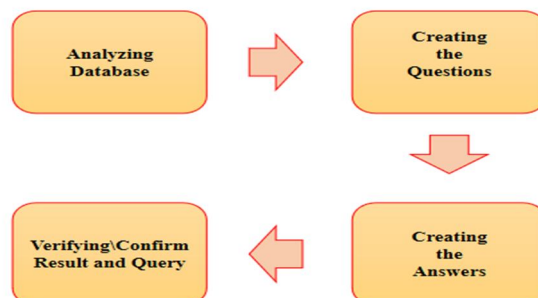 Analyzing
Database
Creating
the
Questions
Creating
the
Answers
Verifying\Confirm
Result and Query